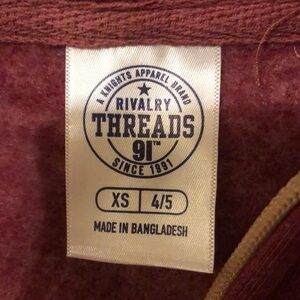 A KNIGHTS APPAREL BRAND
RIVALRY
THREADS
91™
SINCE 1991
XS | 4/5
MADE IN BANGLADESH